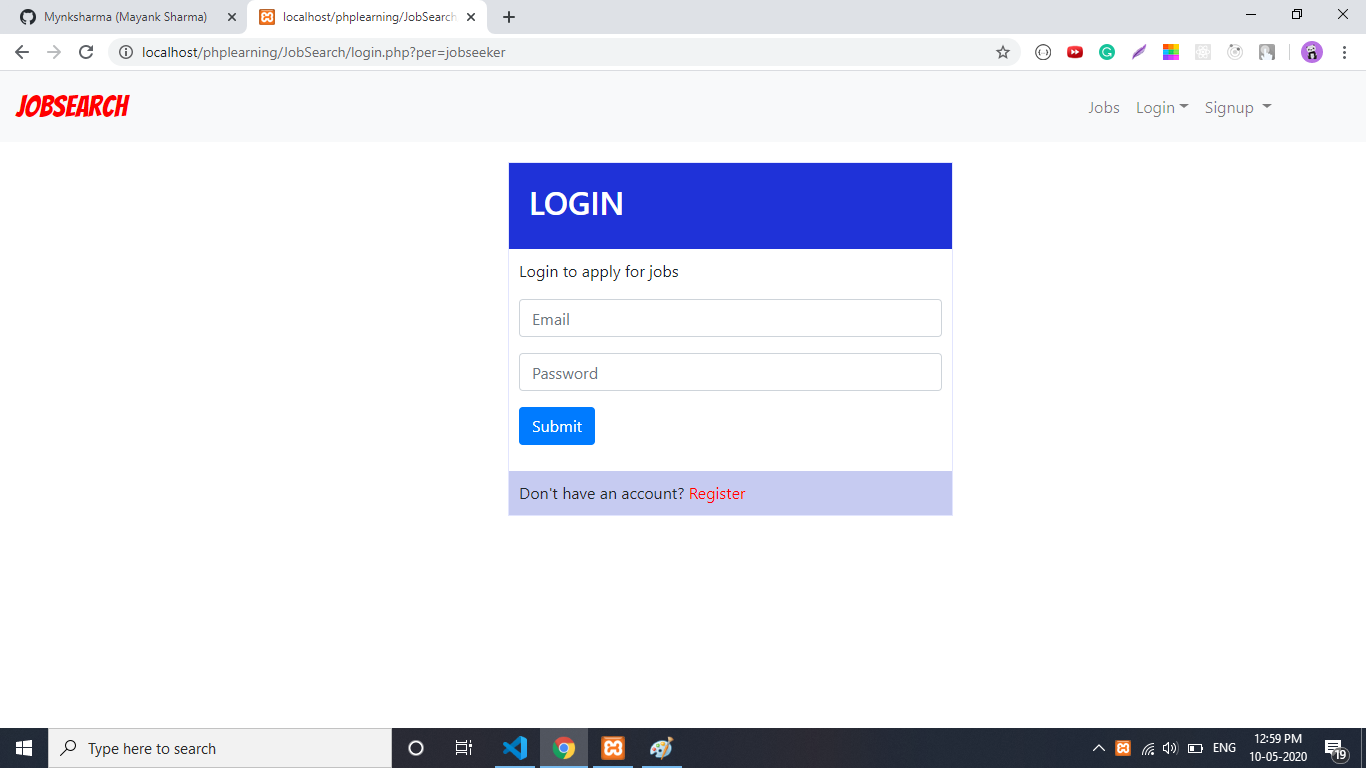 Mynksharma (Mayank Sharma)
localhost/phplearning/JobSearch
localhost/phplearning/JobSearch/login.php?per=jobseeker
JOBSEARCH
Jobs Login Signup
LOGIN
Login to apply for jobs
Email
Password
Submit
Don't have an account? Register
Type here to search
ENG
12:59 PM
10-05-2020
19